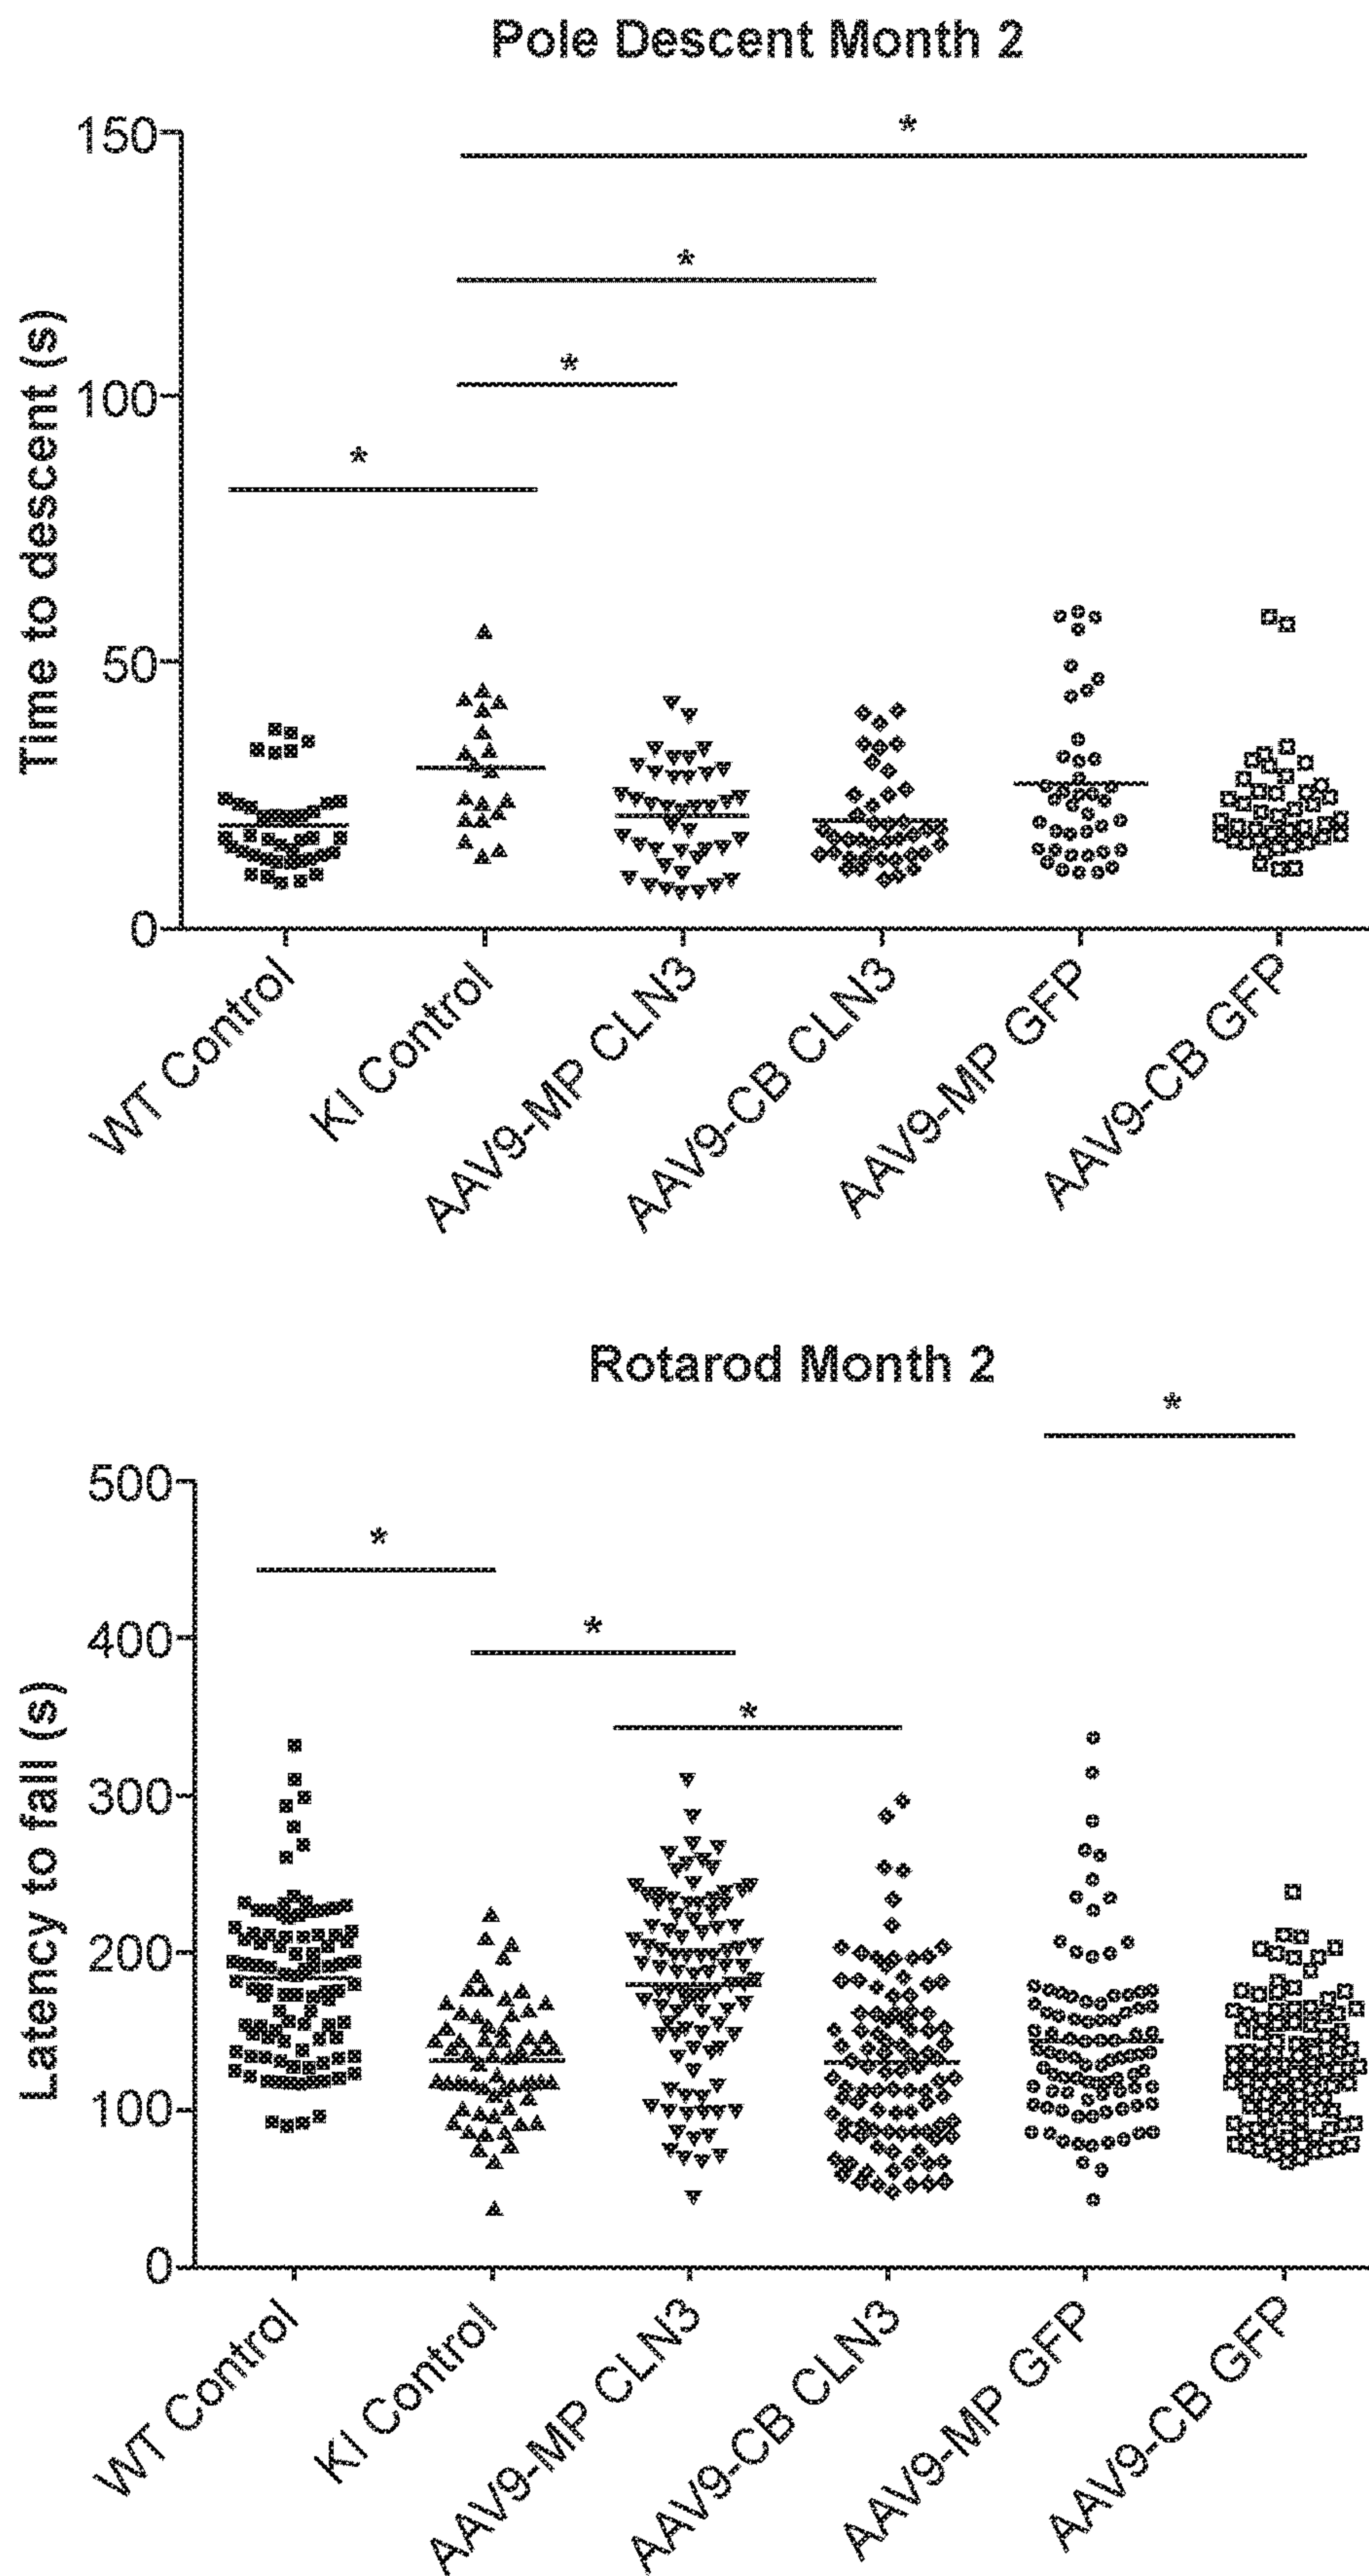 Pole Descent Month 2
*
150
*
*
100
*
Time to descent (s)
50
0
WT Control
KI Control
AAV9-MP CLN3
AAV9-CB CLN3
AAV9-MP GFP
AAV9-CB GFP
Rotarod Month 2
*
500
*
400
*
*
300
Latency to fall (s)
200
100
0
WT Control
KI Control
AAV9-MP CLN3
AAV9-CB CLN3
AAV9-MP GFP
AAV9-CB GFP